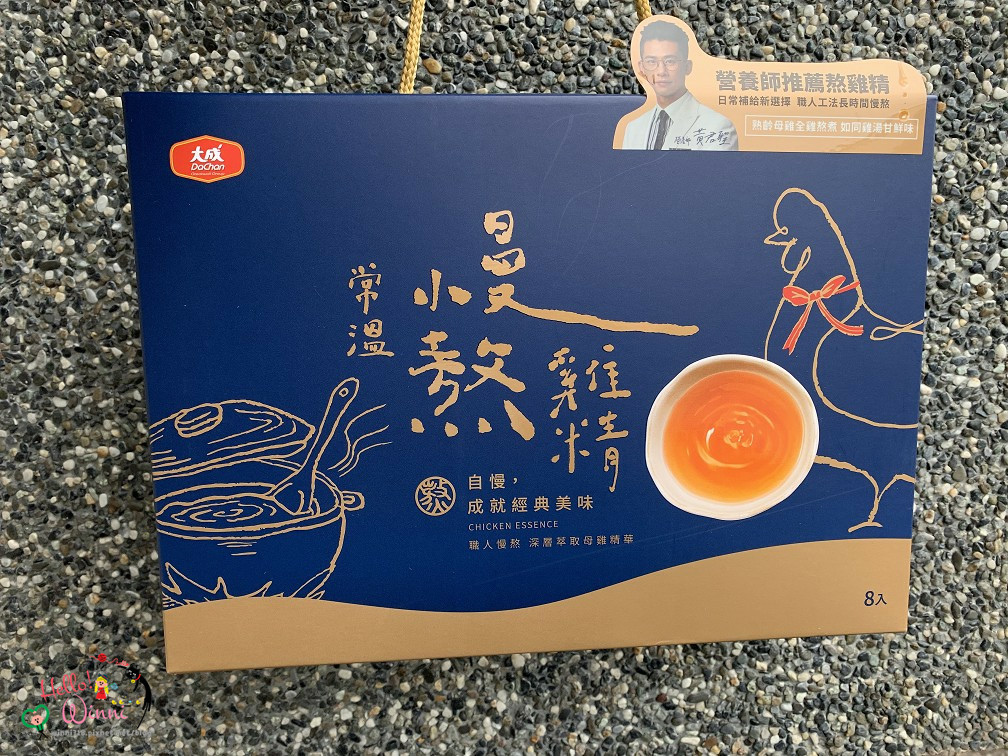 營養師推薦熬雞精
日常補給新選擇 職人工法長時間慢熬
熟齡母雞全雞熬煮 如同雞湯甘鮮味
黃君聖
大成
DaChan
常溫
慢熬
雞精
熬
自慢，
成就經典美味
CHICKEN ESSENCE
職人慢熬 深層萃取母雞精華
8入
Hello!
Winni